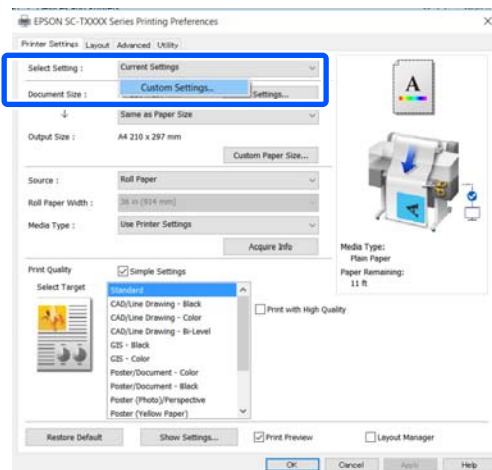 EPSON SC-TXXXX Series Printing Preferences
Printer Settings Layout Advanced Utility
Select Setting : Current Settings
Custom Settings...
Document Size : Settings...
Same as Paper Size
Output Size : A4 210 x 297 mm
Custom Paper Size...
Source : Roll Paper
Roll Paper Width : 36 in (914 mm)
Media Type : Use Printer Settings
Acquire Info
A
Media Type:
Plain Paper
Paper Remaining:
11 ft
Print Quality Simple Settings
Select Target
Standard
CAD/Line Drawing - Black
CAD/Line Drawing - Color
CAD/Line Drawing - Bi-Level
GIS - Black
GIS - Color
Poster/Document - Color
Poster/Document - Black
Poster (Photo)/Perspective
Poster (Yellow Paper)
Print with High Quality
Restore Default Show Settings... Print Preview Layout Manager
OK Cancel Apply Help